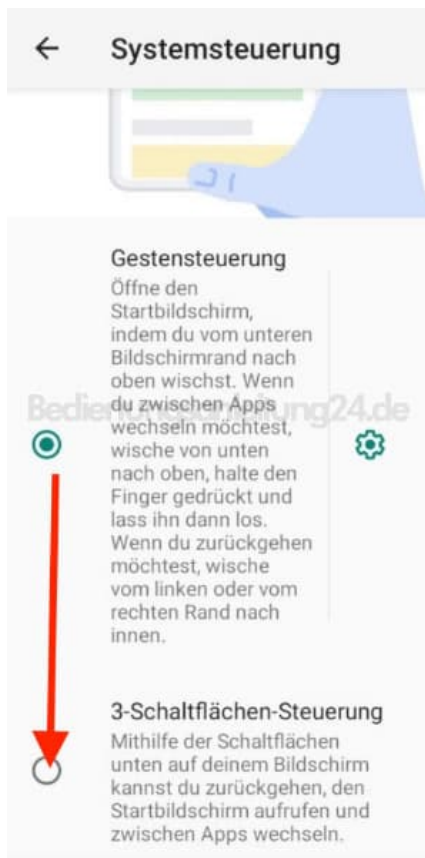 Systemsteuerung
Gestensteuerung
Öffne den
Startbildschirm,
indem du vom unteren
Bildschirmrand nach
oben wischst. Wenn
du zwischen Apps
wechseln möchtest,
wische von unten
nach oben, halte den
Finger gedrückt und
lass ihn dann los.
Wenn du zurückgehen
möchtest, wische
vom linken oder vom
rechten Rand nach
innen.
3-Schaltflächen-Steuerung
Mithilfe der Schaltflächen
unten auf deinem Bildschirm
kannst du zurückgehen, den
Startbildschirm aufrufen und
zwischen Apps wechseln.